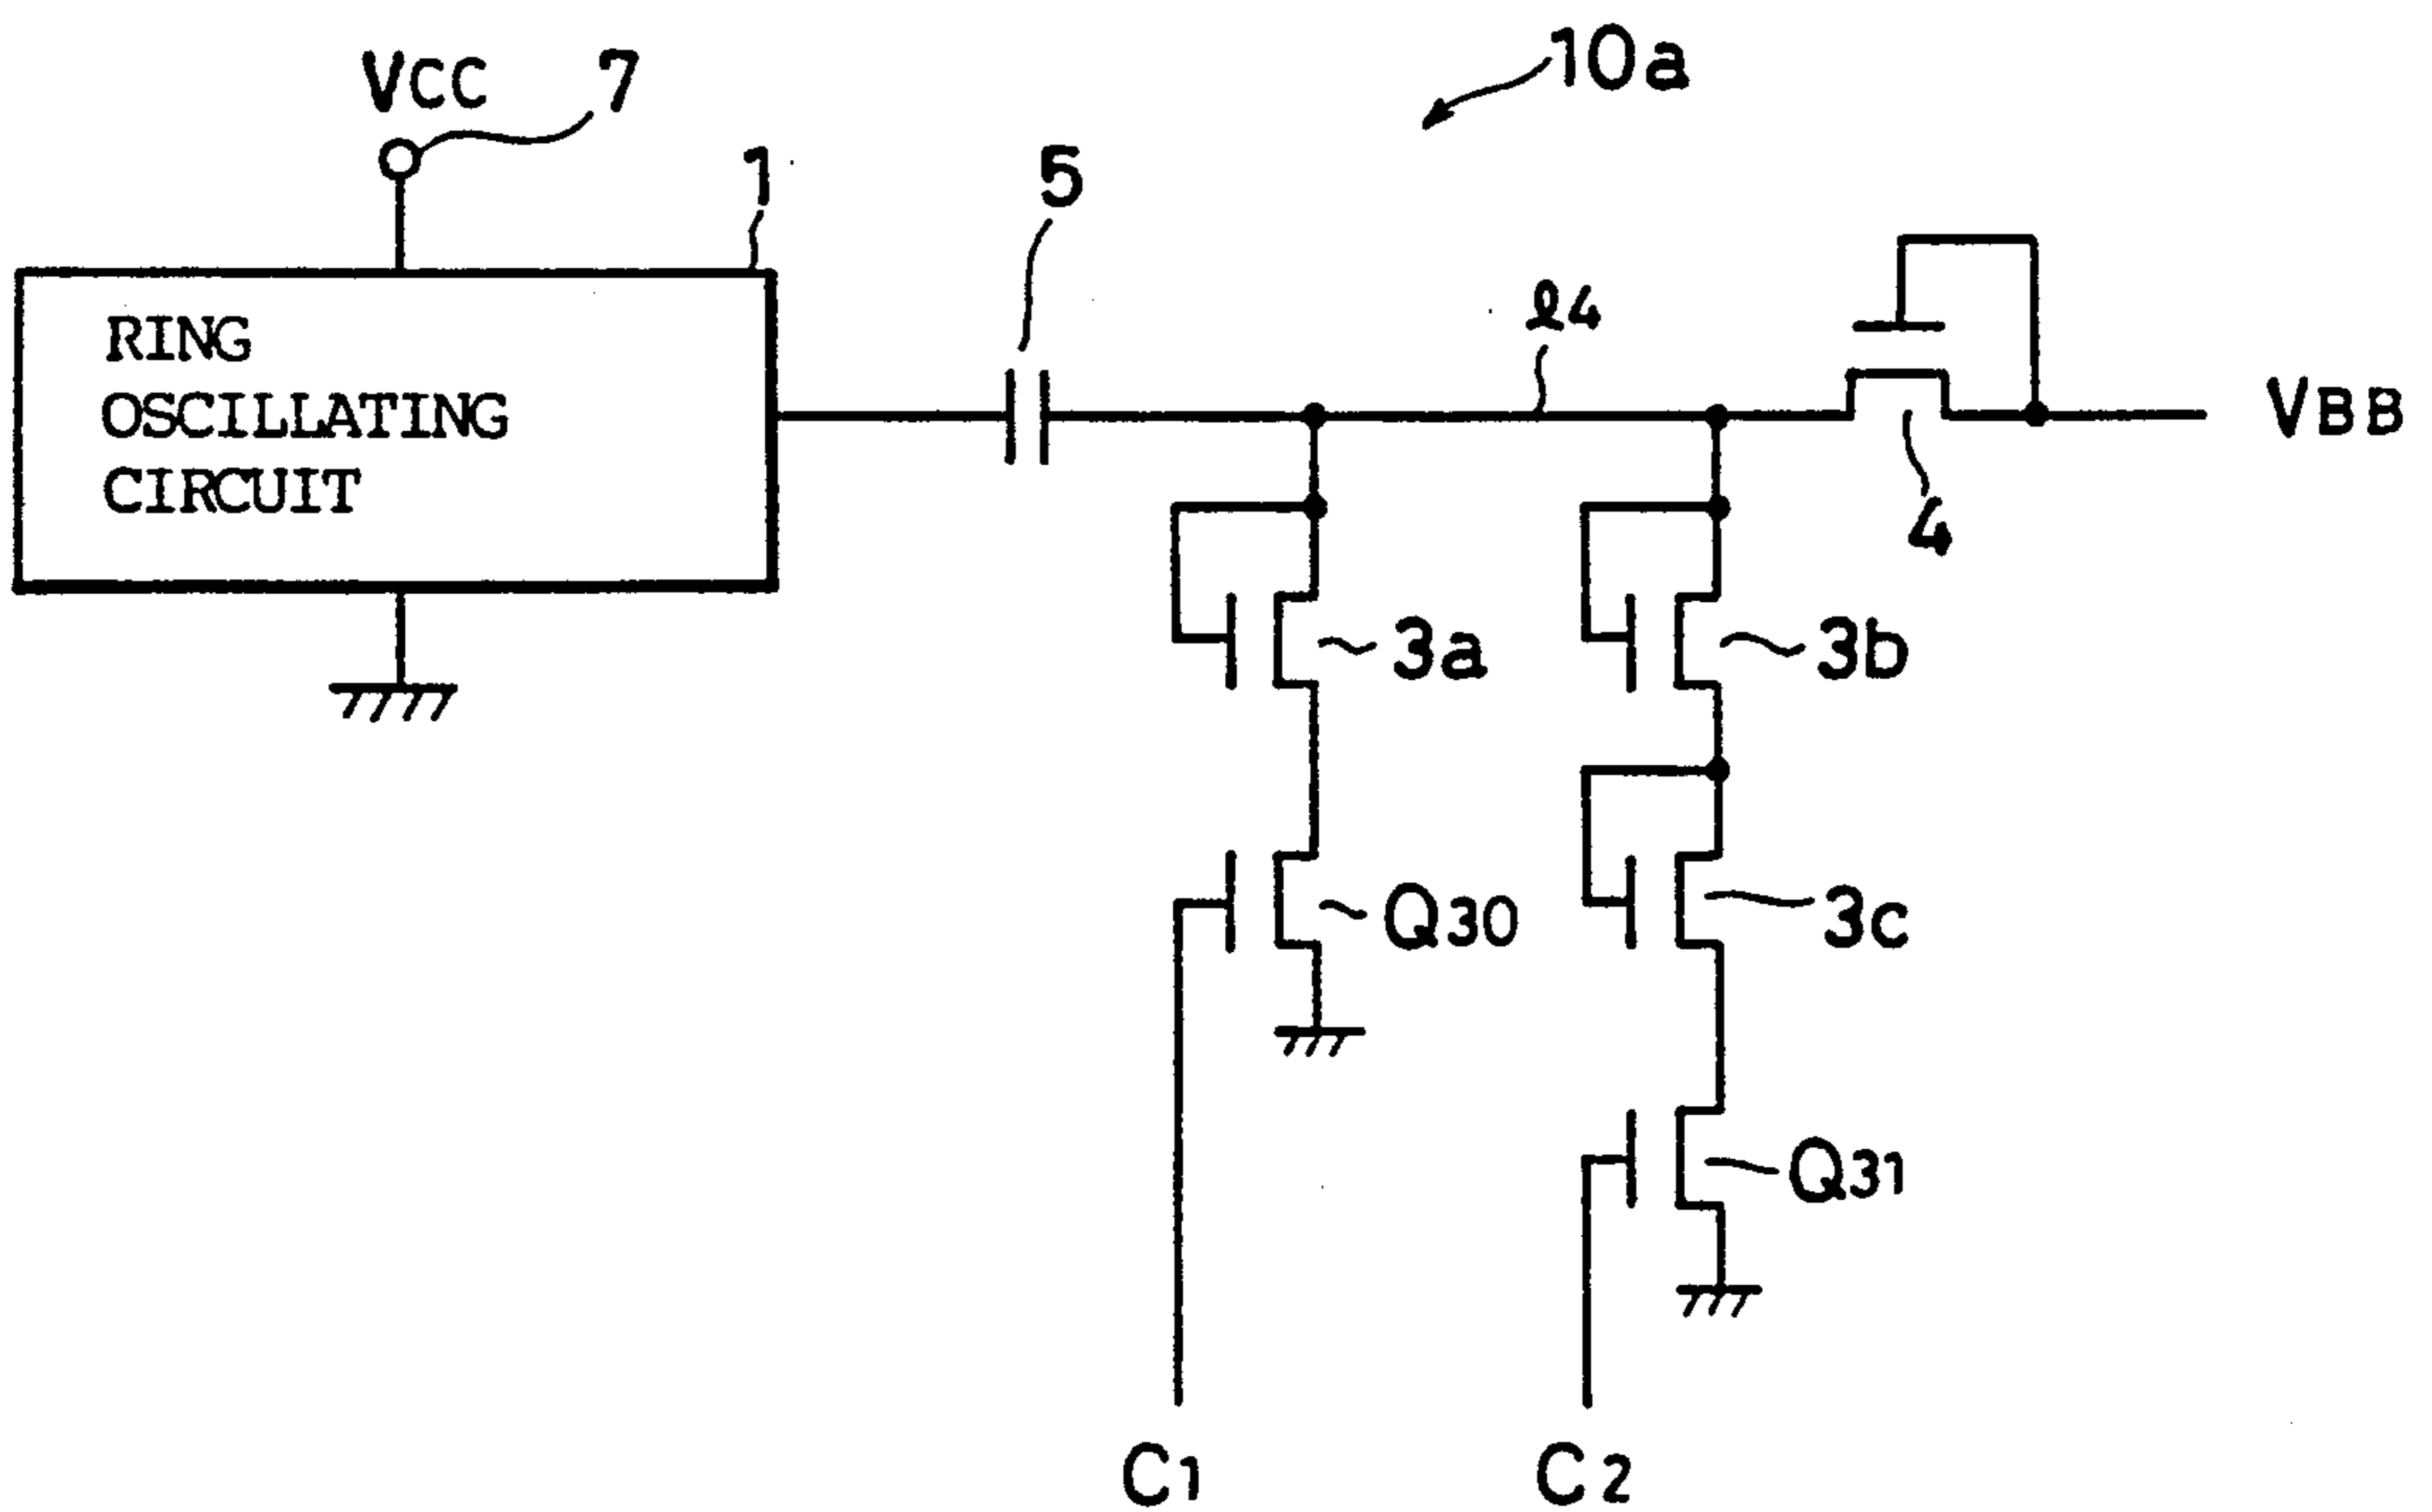 10a
VCC 7
1
5
RING
OSCILLATING
CIRCUIT
ℓ4
VBB
4
3a
3b
Q30
3c
Q31
C1
C2